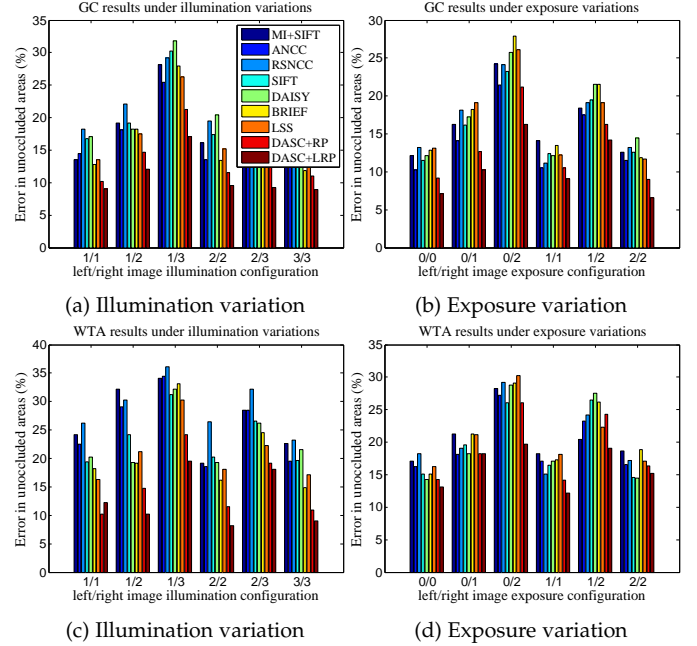 GC results under illumination variations
35
30
25
20
15
10
5
0
Error in unoccluded areas (%)
MI+SIFT
ANCC
RSNCC
SIFT
DAISY
BRIEF
LSS
DASC+RP
DASC+LRP
1/1 1/2 1/3 2/2 2/3 3/3
left/right image illumination configuration
(a) Illumination variation
GC results under exposure variations
30
25
20
15
10
5
0
Error in unoccluded areas (%)
0/0 0/1 0/2 1/1 1/2 2/2
left/right image exposure configuration
(b) Exposure variation
WTA results under illumination variations
40
35
30
25
20
15
10
5
0
Error in unoccluded areas (%)
1/1 1/2 1/3 2/2 2/3 3/3
left/right image illumination configuration
(c) Illumination variation
WTA results under exposure variations
35
30
25
20
15
10
5
0
Error in unoccluded areas (%)
0/0 0/1 0/2 1/1 1/2 2/2
left/right image exposure configuration
(d) Exposure variation